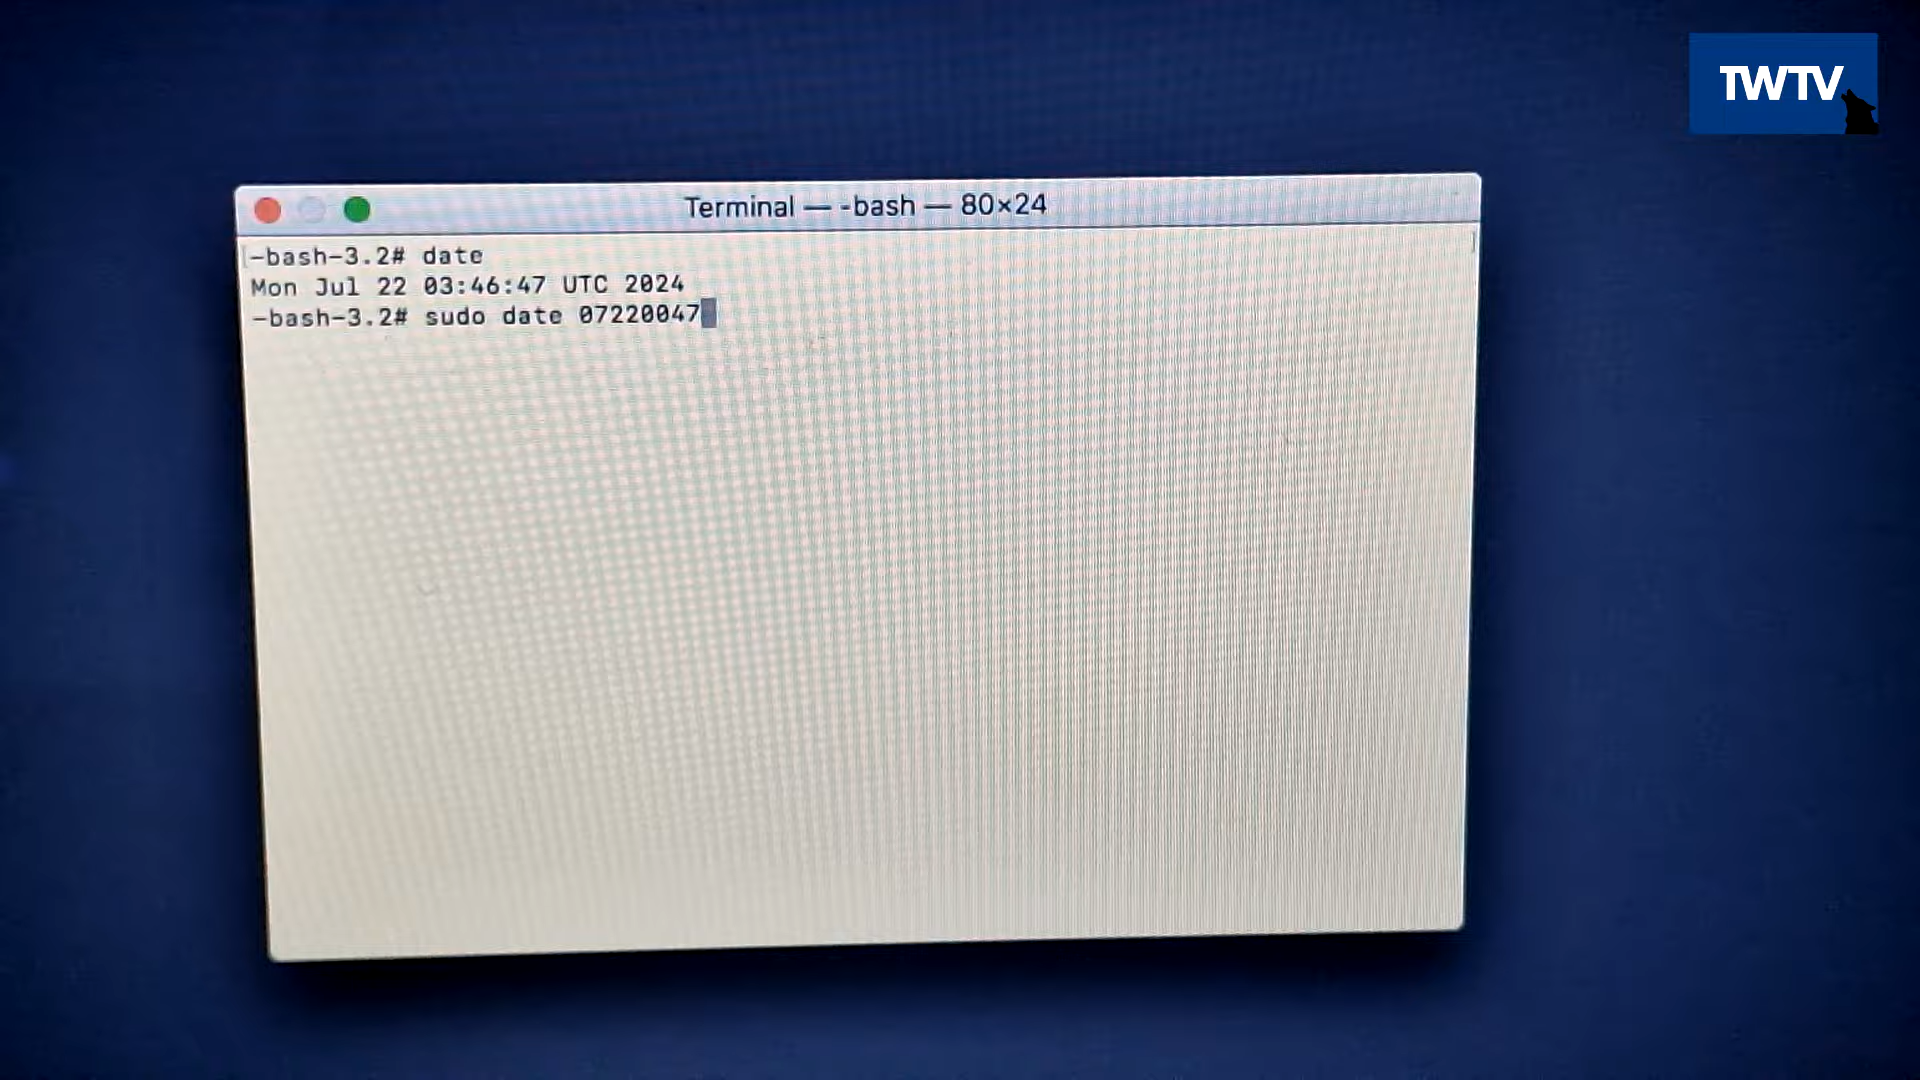 TWTV
Terminal — -bash — 80×24
-bash-3.2# date
Mon Jul 22 03:46:47 UTC 2024
-bash-3.2# sudo date 07220047